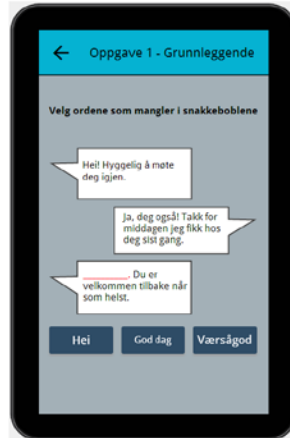 Oppgave 1 - Grunnleggende
Velg ordene som mangler i snakkeboblene
Hei! Hyggelig å møte
deg igjen.
Ja, deg også! Takk for
middagen jeg fikk hos
deg sist gang.
________. Du er
velkommen tilbake når
som helst.
Hei
God dag
Værsågod